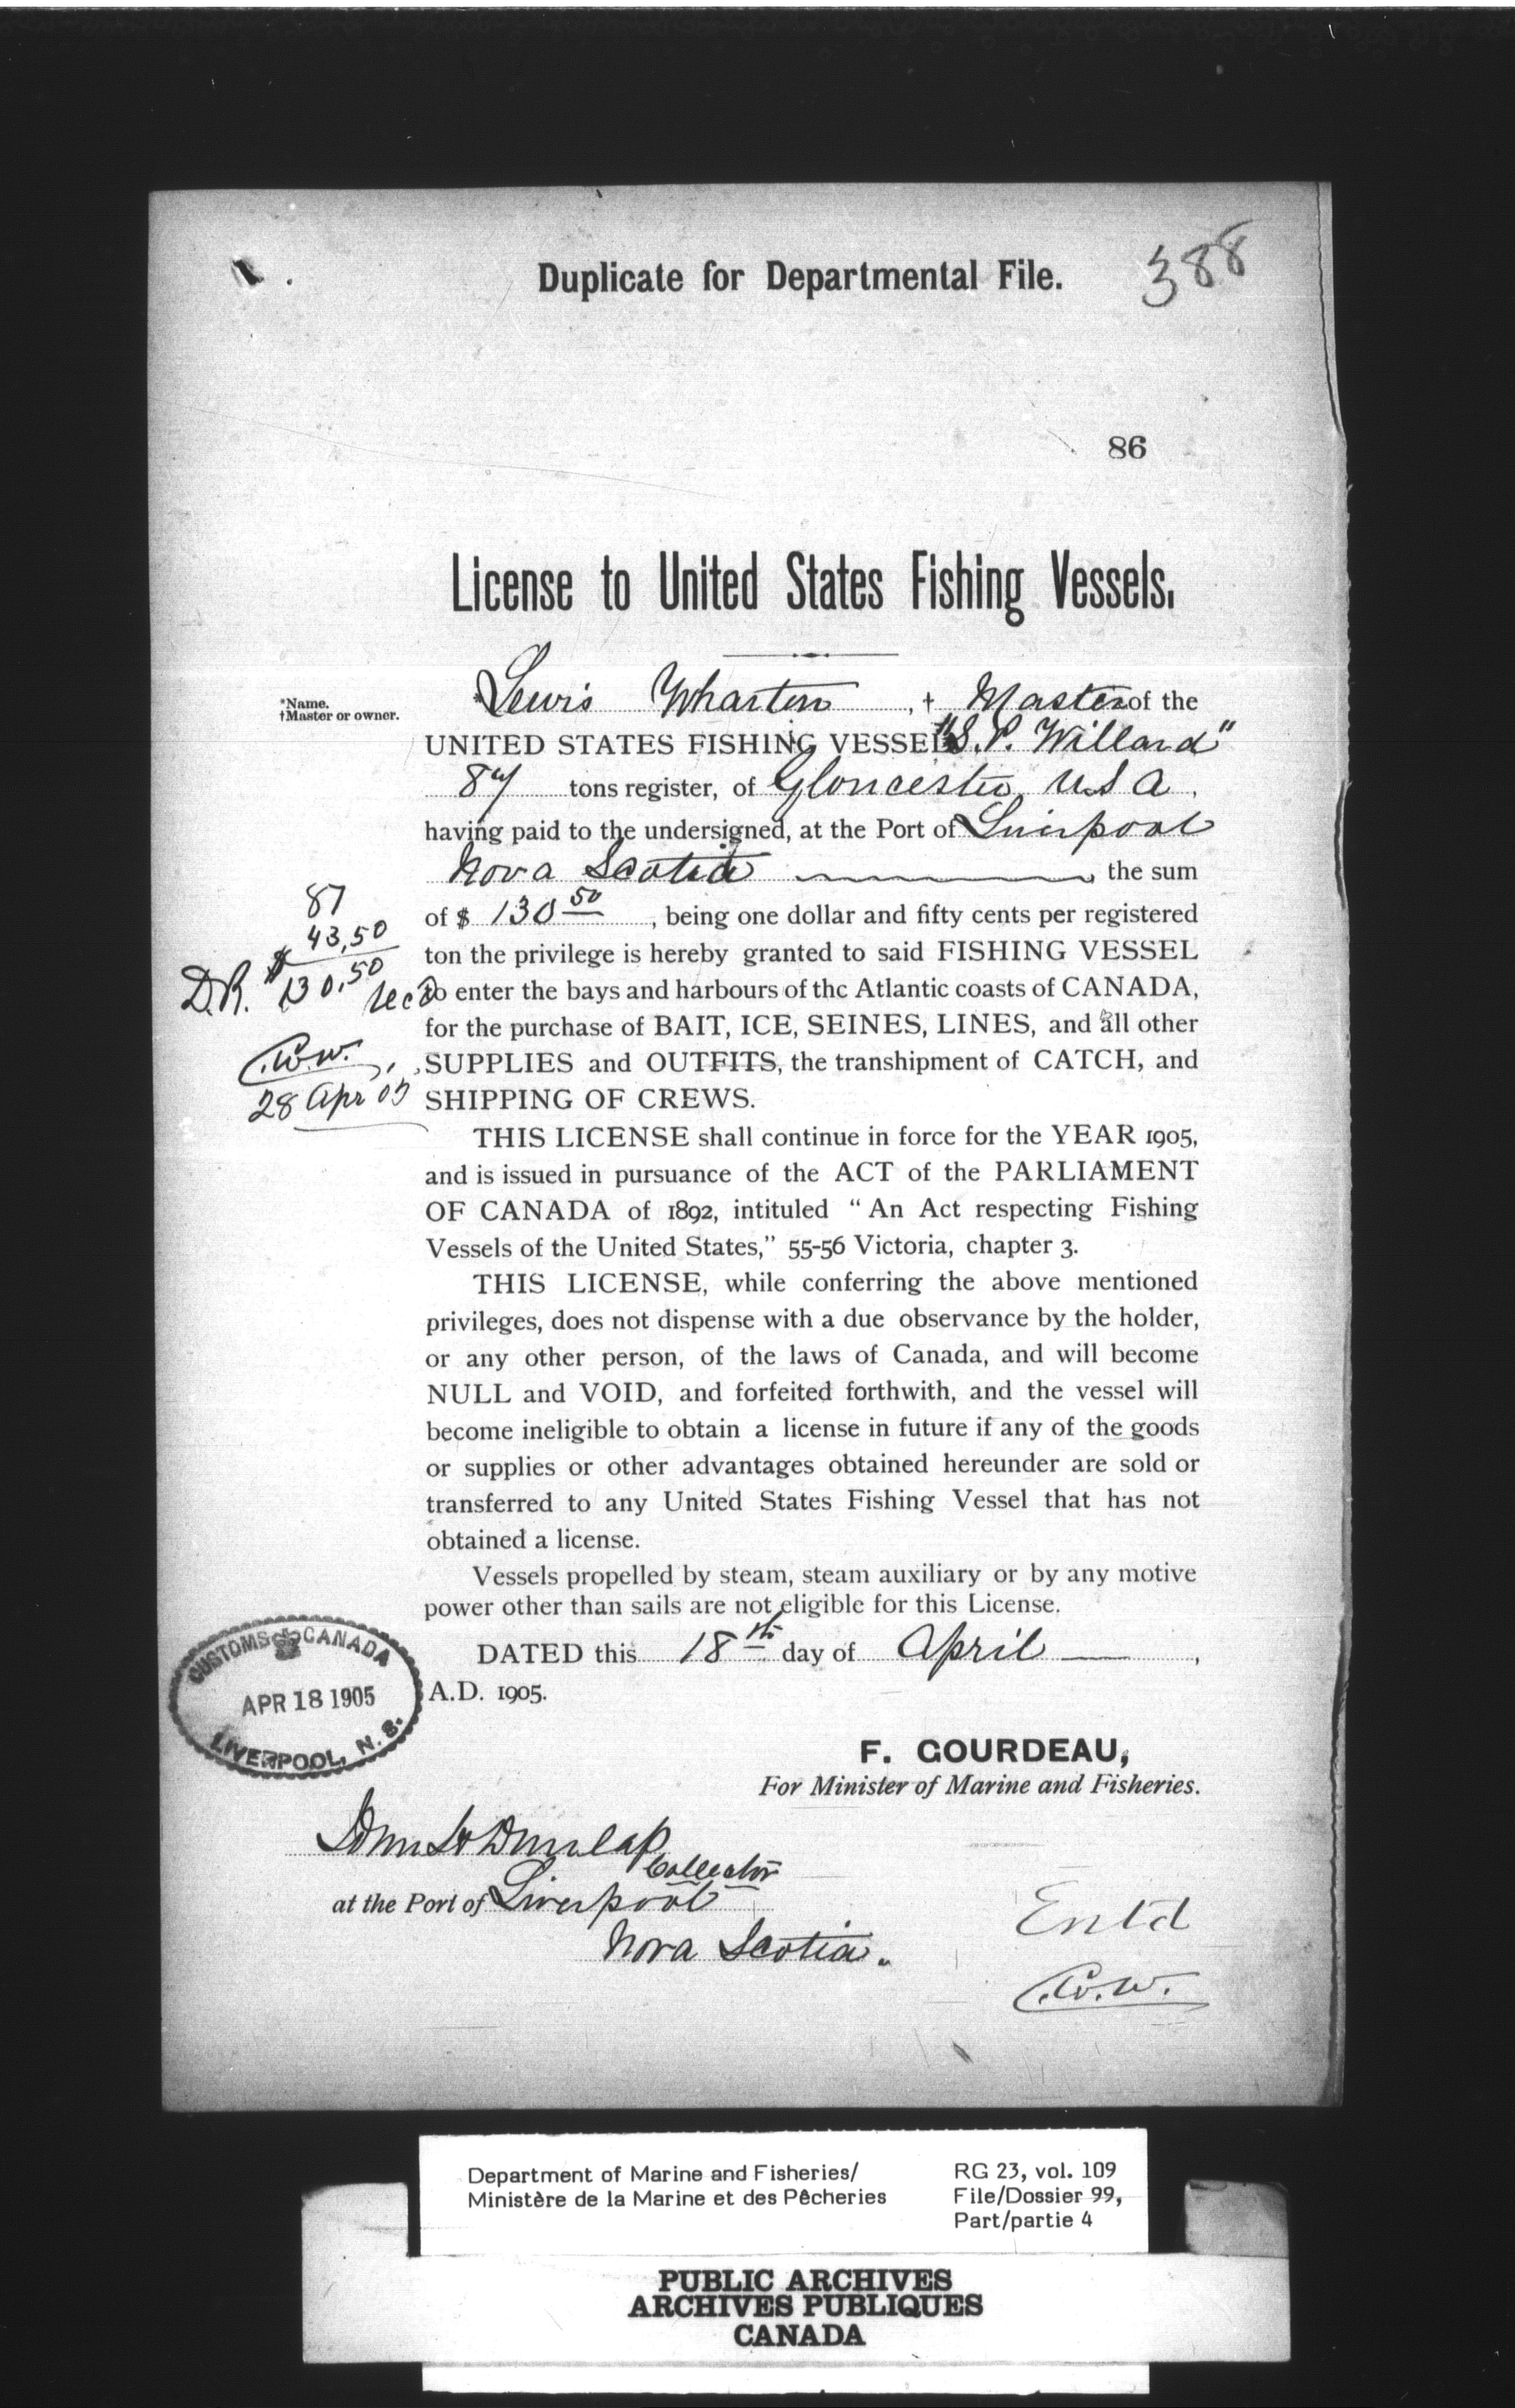 Duplicate for Departmental File.
388
86
License to United States Fishing Vessels.
*Name.
†Master or owner.
*Lewis Wharton, † Master of the
UNITED STATES FISHING VESSEL "S. P. Willard"
87 tons register, of Gloucester, U S A,
having paid to the undersigned, at the Port of Liverpool
Nova Scotia, the sum
of $ 130 50, being one dollar and fifty cents per registered
ton the privilege is hereby granted to said FISHING VESSEL
to enter the bays and harbours of the Atlantic coasts of CANADA,
for the purchase of BAIT, ICE, SEINES, LINES, and all other
SUPPLIES and OUTFITS, the transhipment of CATCH, and
SHIPPING OF CREWS.
87
43,50
D.R. $130,50 rec'd
C.W.
28 Apr 05
THIS LICENSE shall continue in force for the YEAR 1905,
and is issued in pursuance of the ACT of the PARLIAMENT
OF CANADA of 1892, intituled “An Act respecting Fishing
Vessels of the United States,” 55-56 Victoria, chapter 3.
THIS LICENSE, while conferring the above mentioned
privileges, does not dispense with a due observance by the holder,
or any other person, of the laws of Canada, and will become
NULL and VOID, and forfeited forthwith, and the vessel will
become ineligible to obtain a license in future if any of the goods
or supplies or other advantages obtained hereunder are sold or
transferred to any United States Fishing Vessel that has not
obtained a license.
Vessels propelled by steam, steam auxiliary or by any motive
power other than sails are not eligible for this License.
DATED this 18th day of April,
A.D. 1905.
CUSTOMS CANADA
APR 18 1905
LIVERPOOL, N. S.
F. GOURDEAU,
For Minister of Marine and Fisheries.
Dunlap
Collector
at the Port of Liverpool
Nova Scotia.
Ent'd
C.W.
Department of Marine and Fisheries/
Ministère de la Marine et des Pêcheries
RG 23, vol. 109
File/Dossier 99,
Part/partie 4
PUBLIC ARCHIVES
ARCHIVES PUBLIQUES
CANADA